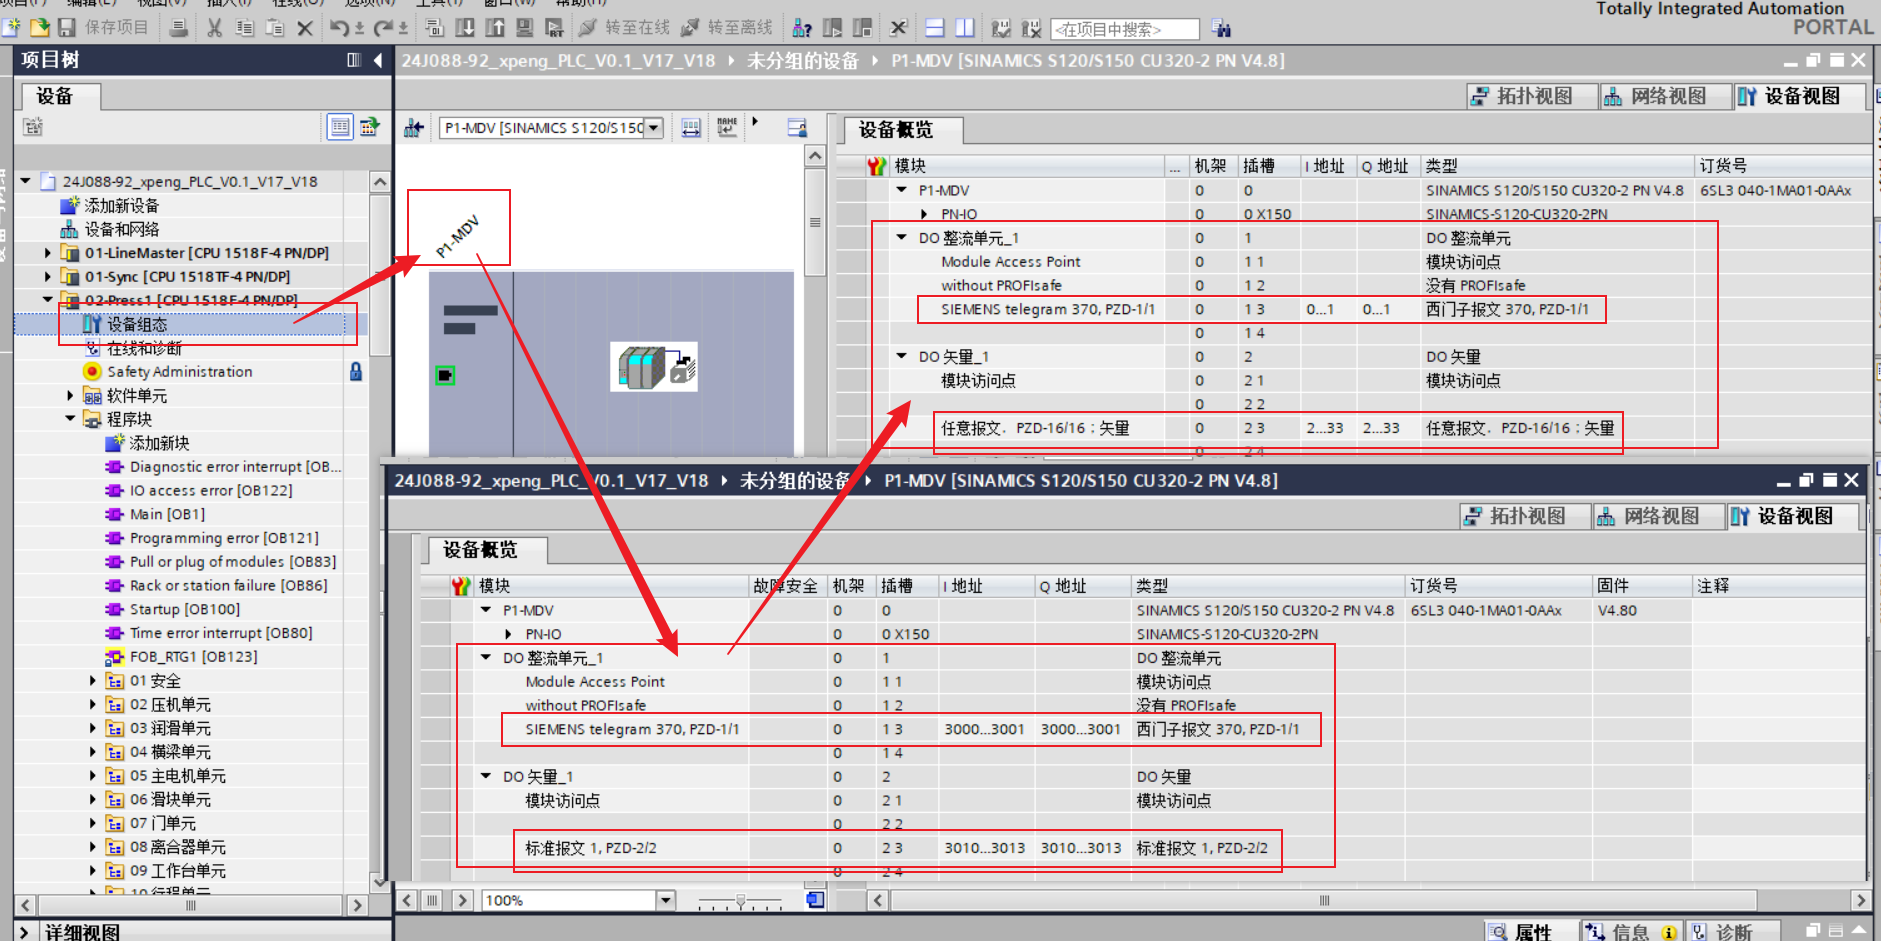 项目(P) 编辑(E) 视图(V) 插入(I) 在线(O) 选项(N) 工具(T) 窗口(W) 帮助(H)
Totally Integrated Automation
PORTAL
保存项目 转至在线 转至离线 <在项目中搜索>
项目树
24J088-92_xpeng_PLC_V0.1_V17_V18 ▸ 未分组的设备 ▸ P1-MDV [SINAMICS S120/S150 CU320-2 PN V4.8]
设备
拓扑视图 网络视图 设备视图
P1-MDV [SINAMICS S120/S150
设备概览
24J088-92_xpeng_PLC_V0.1_V17_V18
添加新设备
设备和网络
01-LineMaster [CPU 1518F-4 PN/DP]
01-Sync [CPU 1518TF-4 PN/DP]
02-Press1 [CPU 1518F-4 PN/DP]
设备组态
在线和诊断
Safety Administration
软件单元
程序块
添加新块
Diagnostic error interrupt [OB...
IO access error [OB122]
Main [OB1]
Programming error [OB121]
Pull or plug of modules [OB83]
Rack or station failure [OB86]
Startup [OB100]
Time error interrupt [OB80]
FOB_RTG1 [OB123]
01 安全
02 压机单元
03 润滑单元
04 横梁单元
05 主电机单元
06 滑块单元
07 门单元
08 离合器单元
09 工作台单元
10 行程单元
详细视图
P1-MDV
模块 ... 机架 插槽 I 地址 Q 地址 类型 订货号
P1-MDV 0 0 SINAMICS S120/S150 CU320-2 PN V4.8 6SL3 040-1MA01-0AAx
PN-IO 0 0 X150 SINAMICS-S120-CU320-2PN
DO 整流单元_1 0 1 DO 整流单元
Module Access Point 0 1 1 模块访问点
without PROFIsafe 0 1 2 没有 PROFIsafe
SIEMENS telegram 370, PZD-1/1 0 1 3 0...1 0...1 西门子报文 370, PZD-1/1
0 1 4
DO 矢量_1 0 2 DO 矢量
模块访问点 0 2 1 模块访问点
0 2 2
任意报文，PZD-16/16；矢量 0 2 3 2...33 2...33 任意报文，PZD-16/16；矢量
0 2 4
24J088-92_xpeng_PLC_V0.1_V17_V18 ▸ 未分组的设备 ▸ P1-MDV [SINAMICS S120/S150 CU320-2 PN V4.8]
拓扑视图 网络视图 设备视图
设备概览
模块 故障安全 机架 插槽 I 地址 Q 地址 类型 订货号 固件 注释
P1-MDV 0 0 SINAMICS S120/S150 CU320-2 PN V4.8 6SL3 040-1MA01-0AAx V4.80
PN-IO 0 0 X150 SINAMICS-S120-CU320-2PN
DO 整流单元_1 0 1 DO 整流单元
Module Access Point 0 1 1 模块访问点
without PROFIsafe 0 1 2 没有 PROFIsafe
SIEMENS telegram 370, PZD-1/1 0 1 3 3000...3001 3000...3001 西门子报文 370, PZD-1/1
0 1 4
DO 矢量_1 0 2 DO 矢量
模块访问点 0 2 1 模块访问点
0 2 2
标准报文 1, PZD-2/2 0 2 3 3010...3013 3010...3013 标准报文 1, PZD-2/2
0 2 4
100%
属性 信息 诊断